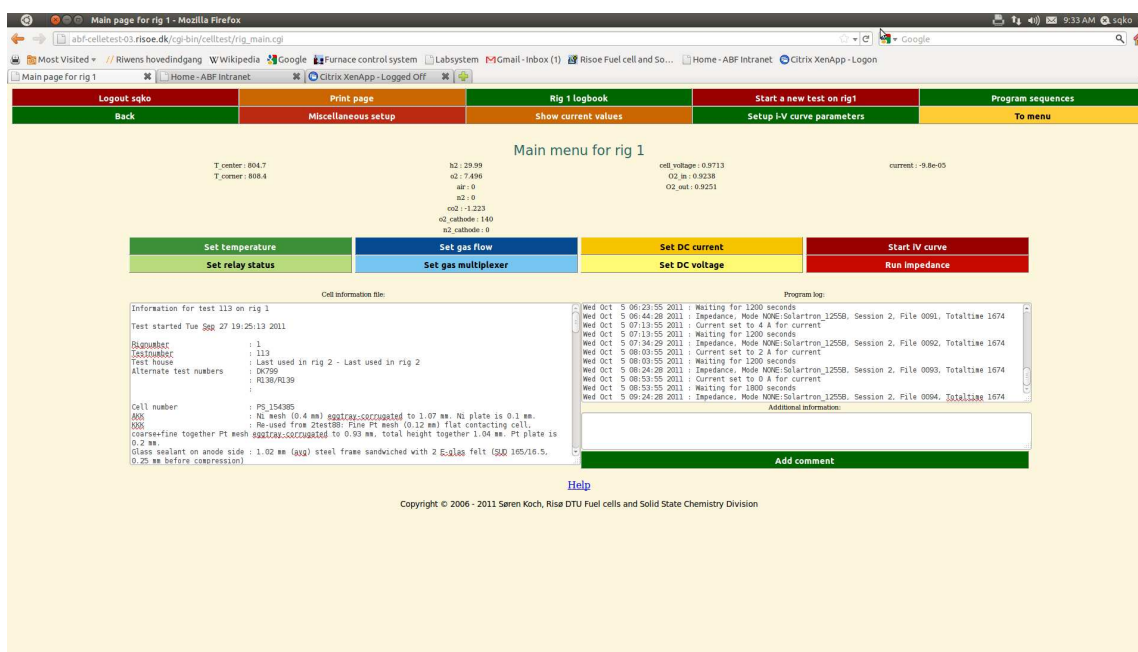 Main page for rig 1 - Mozilla Firefox
9:33 AM sqko
abf-celletest-03.risoe.dk/cgi-bin/celltest/rig_main.cgi
Google
Most Visited Riwens hovedindgang Wikipedia Google Furnace control system Labsystem Gmail - Inbox (1) Risoe Fuel cell and So... Home - ABF Intranet Citrix XenApp - Logon
Main page for rig 1 Home - ABF Intranet Citrix XenApp - Logged Off
Logout sqko Print page Rig 1 logbook Start a new test on rig1 Program sequences
Back Miscellaneous setup Show current values Setup i-V curve parameters To menu
Main menu for rig 1
T_center : 804.7 h2 : 29.99 cell_voltage : 0.9713 current : -9.8e-05
T_corner : 808.4 o2 : 7.496 O2_in : 0.9238
air : 0 O2_out : 0.9251
n2 : 0
co2 : -1.223
o2_cathode : 140
n2_cathode : 0
Set temperature Set gas flow Set DC current Start IV curve
Set relay status Set gas multiplexer Set DC voltage Run impedance
Cell information file:
Information for test 113 on rig 1
Test started Tue Sep 27 19:25:13 2011
Rignumber : 1
Testnumber : 113
Test house : Last used in rig 2 - Last used in rig 2
Alternate test numbers : DK799
: R138/R139
:
Cell number : PS_154385
AKK : Ni mesh (0.4 mm) eggtray-corrugated to 1.07 mm. Ni plate is 0.1 mm.
KKK : Re-used from 2test88: Fine Pt mesh (0.12 mm) flat contacting cell,
coarse+fine together Pt mesh eggtray-corrugated to 0.93 mm, total height together 1.04 mm. Pt plate is
0.2 mm.
Glass sealant on anode side : 1.02 mm (avg) steel frame sandwiched with 2 E-glas felt (SUD 165/16.5,
0.25 mm before compression)
Program log:
Wed Oct 5 06:23:55 2011 : Waiting for 1200 seconds
Wed Oct 5 06:44:28 2011 : Impedance, Mode NONE:Solartron_1255B, Session 2, File 0091, Totaltime 1674
Wed Oct 5 07:13:55 2011 : Current set to 4 A for current
Wed Oct 5 07:13:55 2011 : Waiting for 1200 seconds
Wed Oct 5 07:34:29 2011 : Impedance, Mode NONE:Solartron_1255B, Session 2, File 0092, Totaltime 1674
Wed Oct 5 08:03:55 2011 : Current set to 2 A for current
Wed Oct 5 08:03:55 2011 : Waiting for 1200 seconds
Wed Oct 5 08:24:28 2011 : Impedance, Mode NONE:Solartron_1255B, Session 2, File 0093, Totaltime 1674
Wed Oct 5 08:53:55 2011 : Current set to 0 A for current
Wed Oct 5 08:53:55 2011 : Waiting for 1800 seconds
Wed Oct 5 09:24:28 2011 : Impedance, Mode NONE:Solartron_1255B, Session 2, File 0094, Totaltime 1674
Additional information:
Add comment
Help
Copyright © 2006 - 2011 Søren Koch, Risø DTU Fuel cells and Solid State Chemistry Division